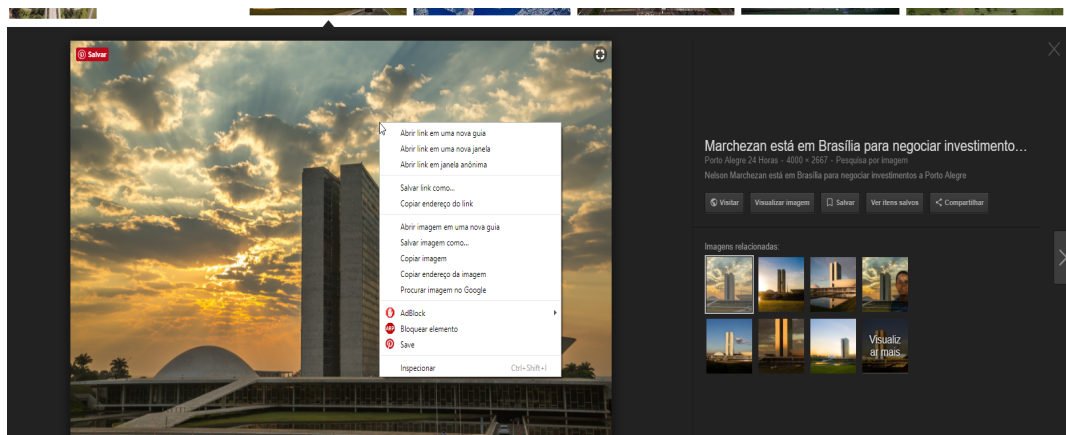 Salvar
Abrir link em uma nova guia
Abrir link em uma nova janela
Abrir link em janela anônima
Salvar link como...
Copiar endereço do link
Abrir imagem em uma nova guia
Salvar imagem como...
Copiar imagem
Copiar endereço da imagem
Procurar imagem no Google
AdBlock
ABP Bloquear elemento
Save
Inspecionar Ctrl+Shift+I
Marchezan está em Brasília para negociar investimento...
Porto Alegre 24 Horas - 4000 × 2667 - Pesquisa por imagem
Nelson Marchezan está em Brasília para negociar investimentos a Porto Alegre
Visitar Visualizar imagem Salvar Ver itens salvos Compartilhar
Imagens relacionadas:
Visualiz
ar mais